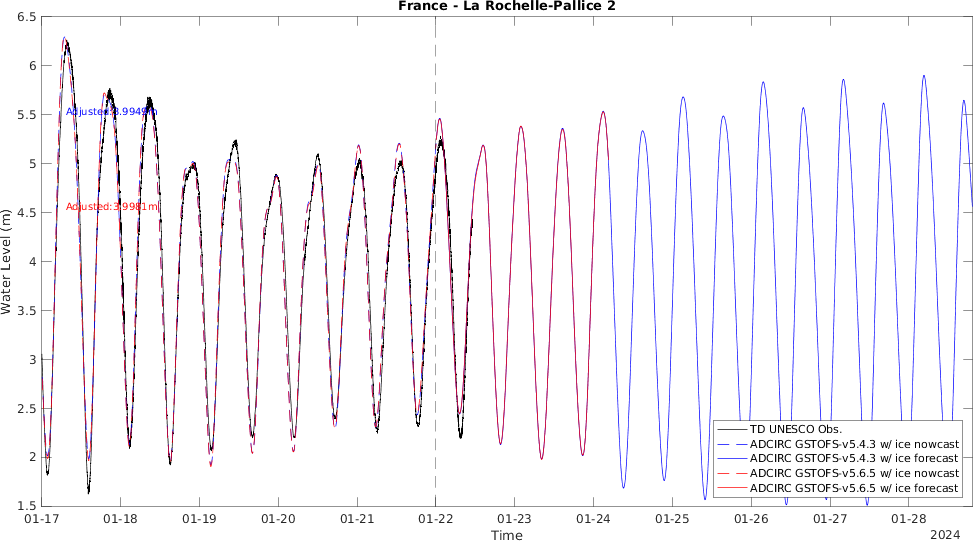 France - La Rochelle-Pallice 2
6.5
6
5.5
5
4.5
4
3.5
3
2.5
2
1.5
Water Level (m)
Adjusted:3.9949m
Adjusted:3.9981m
TD UNESCO Obs.
ADCIRC GSTOFS-v5.4.3 w/ ice nowcast
ADCIRC GSTOFS-v5.4.3 w/ ice forecast
ADCIRC GSTOFS-v5.6.5 w/ ice nowcast
ADCIRC GSTOFS-v5.6.5 w/ ice forecast
01-17 01-18 01-19 01-20 01-21 01-22 01-23 01-24 01-25 01-26 01-27 01-28
Time
2024